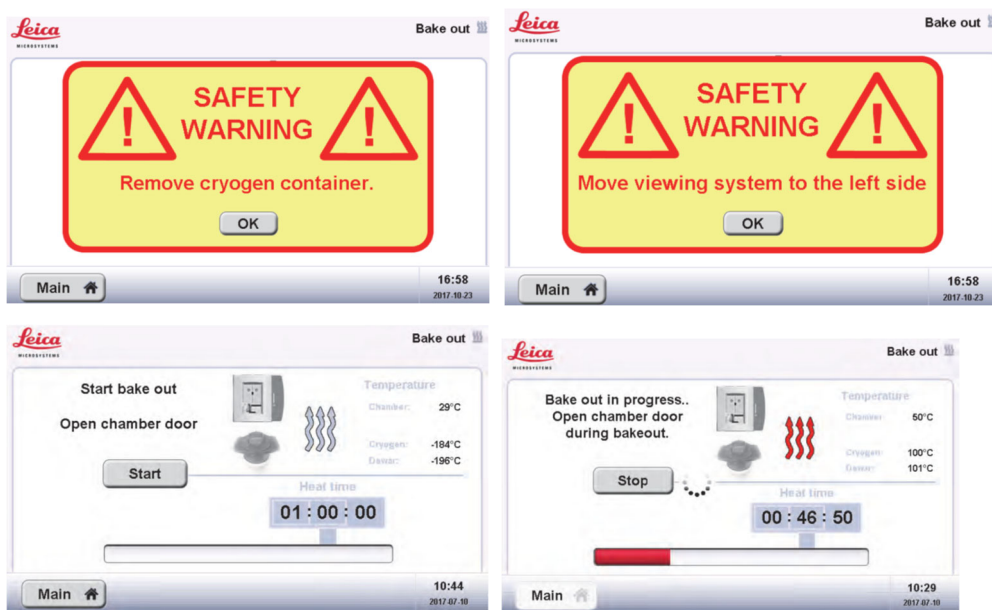 Leica
MICROSYSTEMS
Bake out
SAFETY
WARNING
!
!
Remove cryogen container.
OK
Main
16:58
2017-10-23
Leica
MICROSYSTEMS
Bake out
SAFETY
WARNING
!
!
Move viewing system to the left side
OK
Main
16:58
2017-10-23
Leica
MICROSYSTEMS
Bake out
Start bake out
Open chamber door
Start
Temperature
Chamber: 29°C
Cryogen: -184°C
Dewar: -196°C
Heat time
01 : 00 : 00
Main
10:44
2017-07-10
Leica
MICROSYSTEMS
Bake out
Bake out in progress..
Open chamber door
during bakeout.
Stop
Temperature
Chamber: 50°C
Cryogen: 100°C
Dewar: 101°C
Heat time
00 : 46 : 50
Main
10:29
2017-07-10